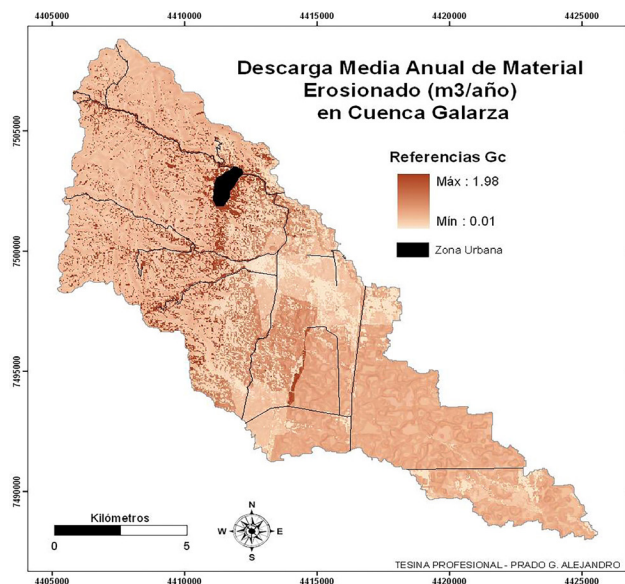 4405000 4410000 4415000 4420000 4425000
Descarga Media Anual de Material
Erosionado (m3/año)
en Cuenca Galarza
Referencias Gc
Máx : 1.98
Mín : 0.01
Zona Urbana
7505000
7500000
7495000
7490000
Kilómetros
0 5
N
W E
S
TESINA PROFESIONAL - PRADO G. ALEJANDRO
4405000 4410000 4415000 4420000 4425000